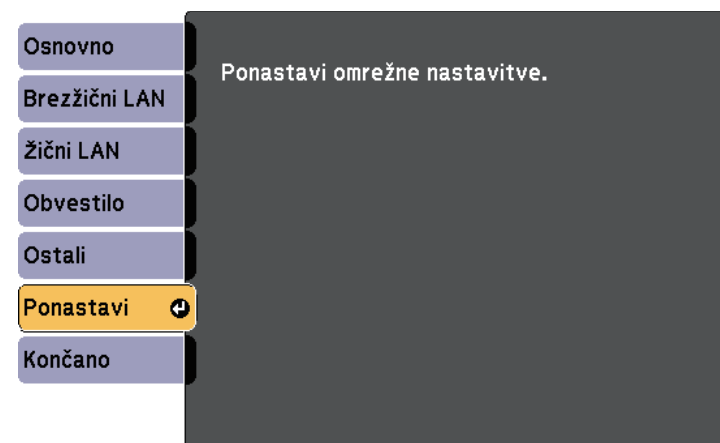 Osnovno
Brezžični LAN
Žični LAN
Obvestilo
Ostali
Ponastavi
Končano
Ponastavi omrežne nastavitve.